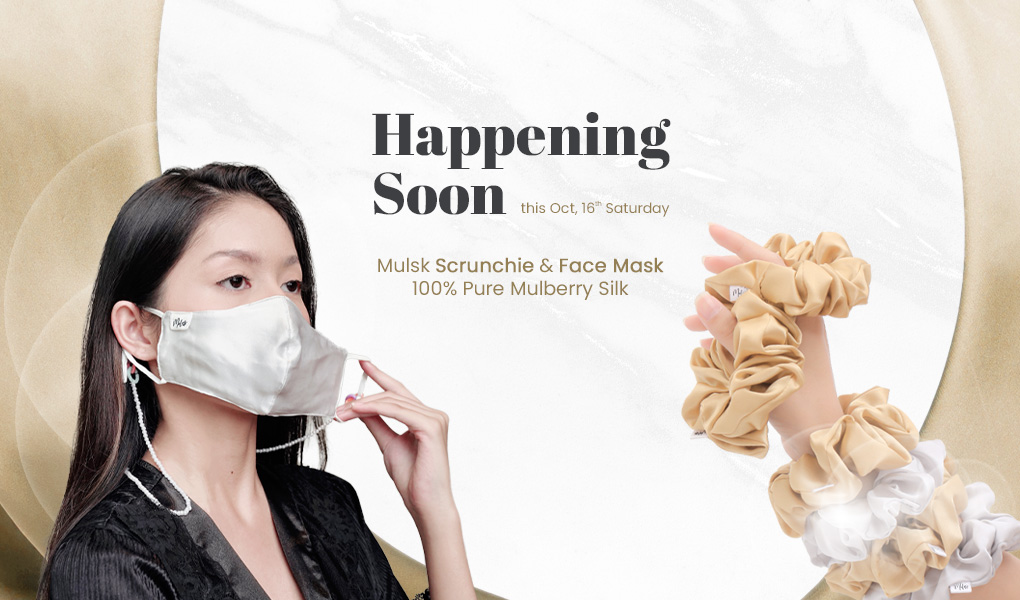 Happening
Soon this Oct, 16th Saturday
Mulsk Scrunchie & Face Mask
100% Pure Mulberry Silk